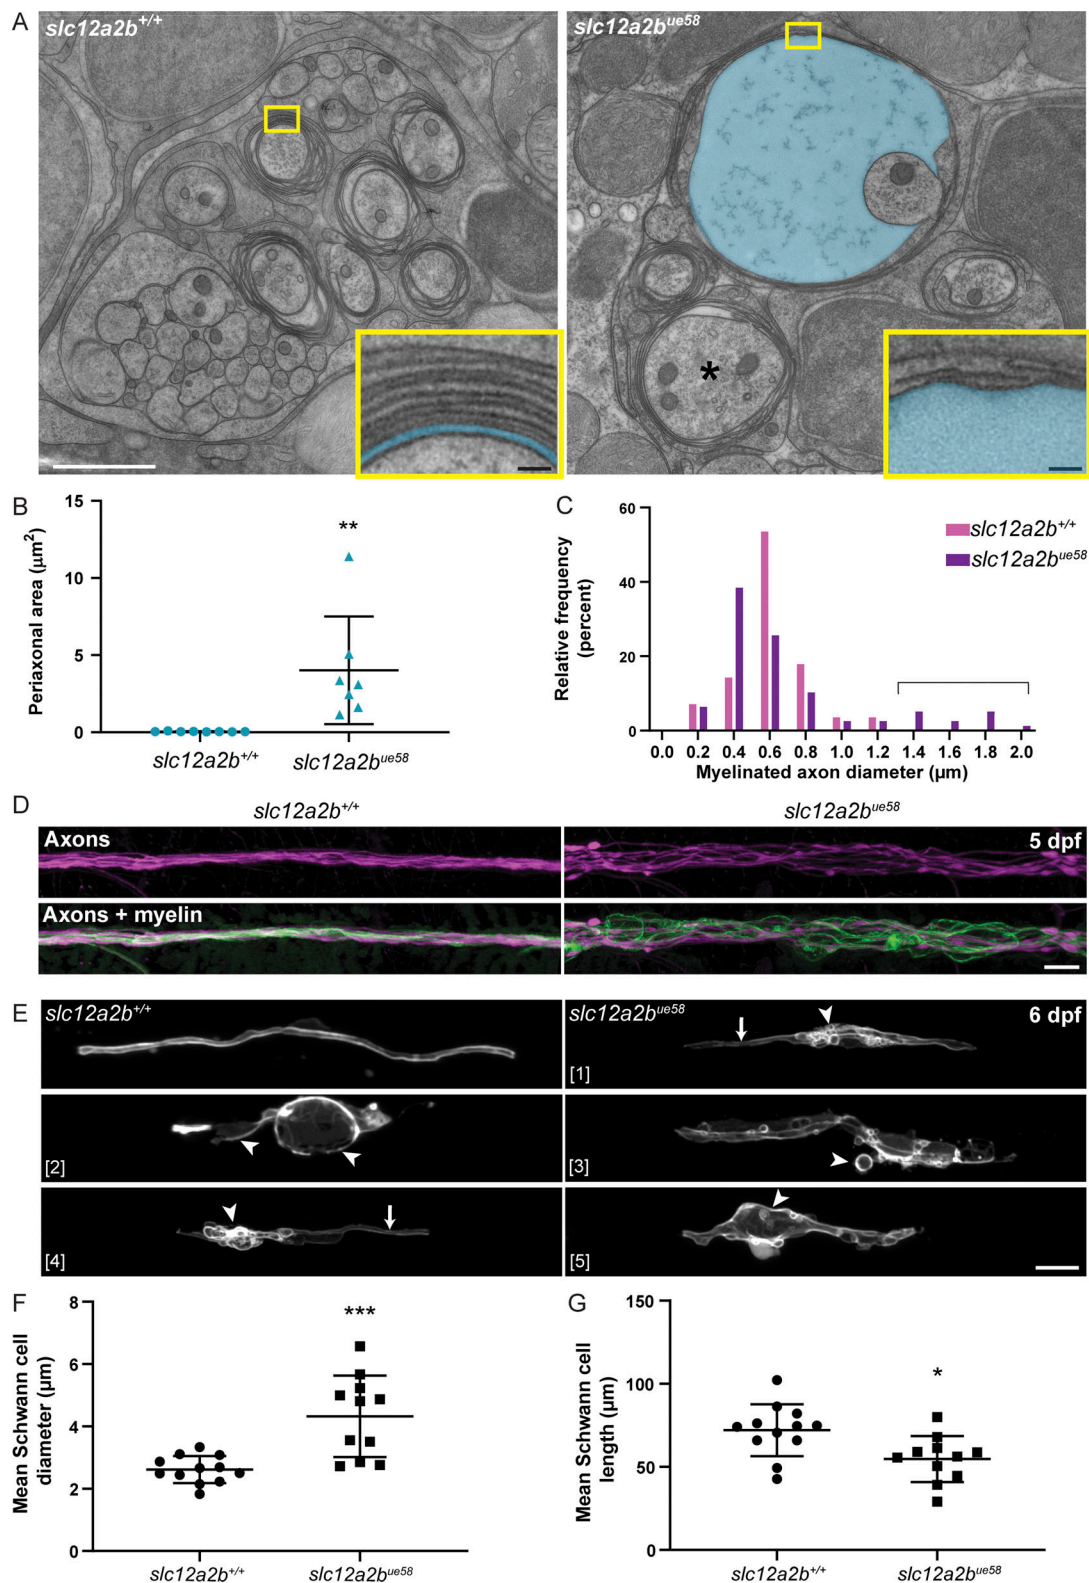 A
slc12a2b+/+
slc12a2bue58
*
B
15
10
5
0
Periaxonal area (µm2)
**
slc12a2b+/+
slc12a2bue58
C
60
40
20
0
Relative frequency
(percent)
slc12a2b+/+
slc12a2bue58
0.0 0.2 0.4 0.6 0.8 1.0 1.2 1.4 1.6 1.8 2.0
Myelinated axon diameter (µm)
D
slc12a2b+/+
slc12a2bue58
Axons
5 dpf
Axons + myelin
E
slc12a2b+/+
slc12a2bue58
6 dpf
[1]
[2]
[3]
[4]
[5]
F
8
6
4
2
0
Mean Schwann cell
diameter (µm)
***
slc12a2b+/+
slc12a2bue58
G
150
100
50
0
Mean Schwann cell
length (µm)
*
slc12a2b+/+
slc12a2bue58